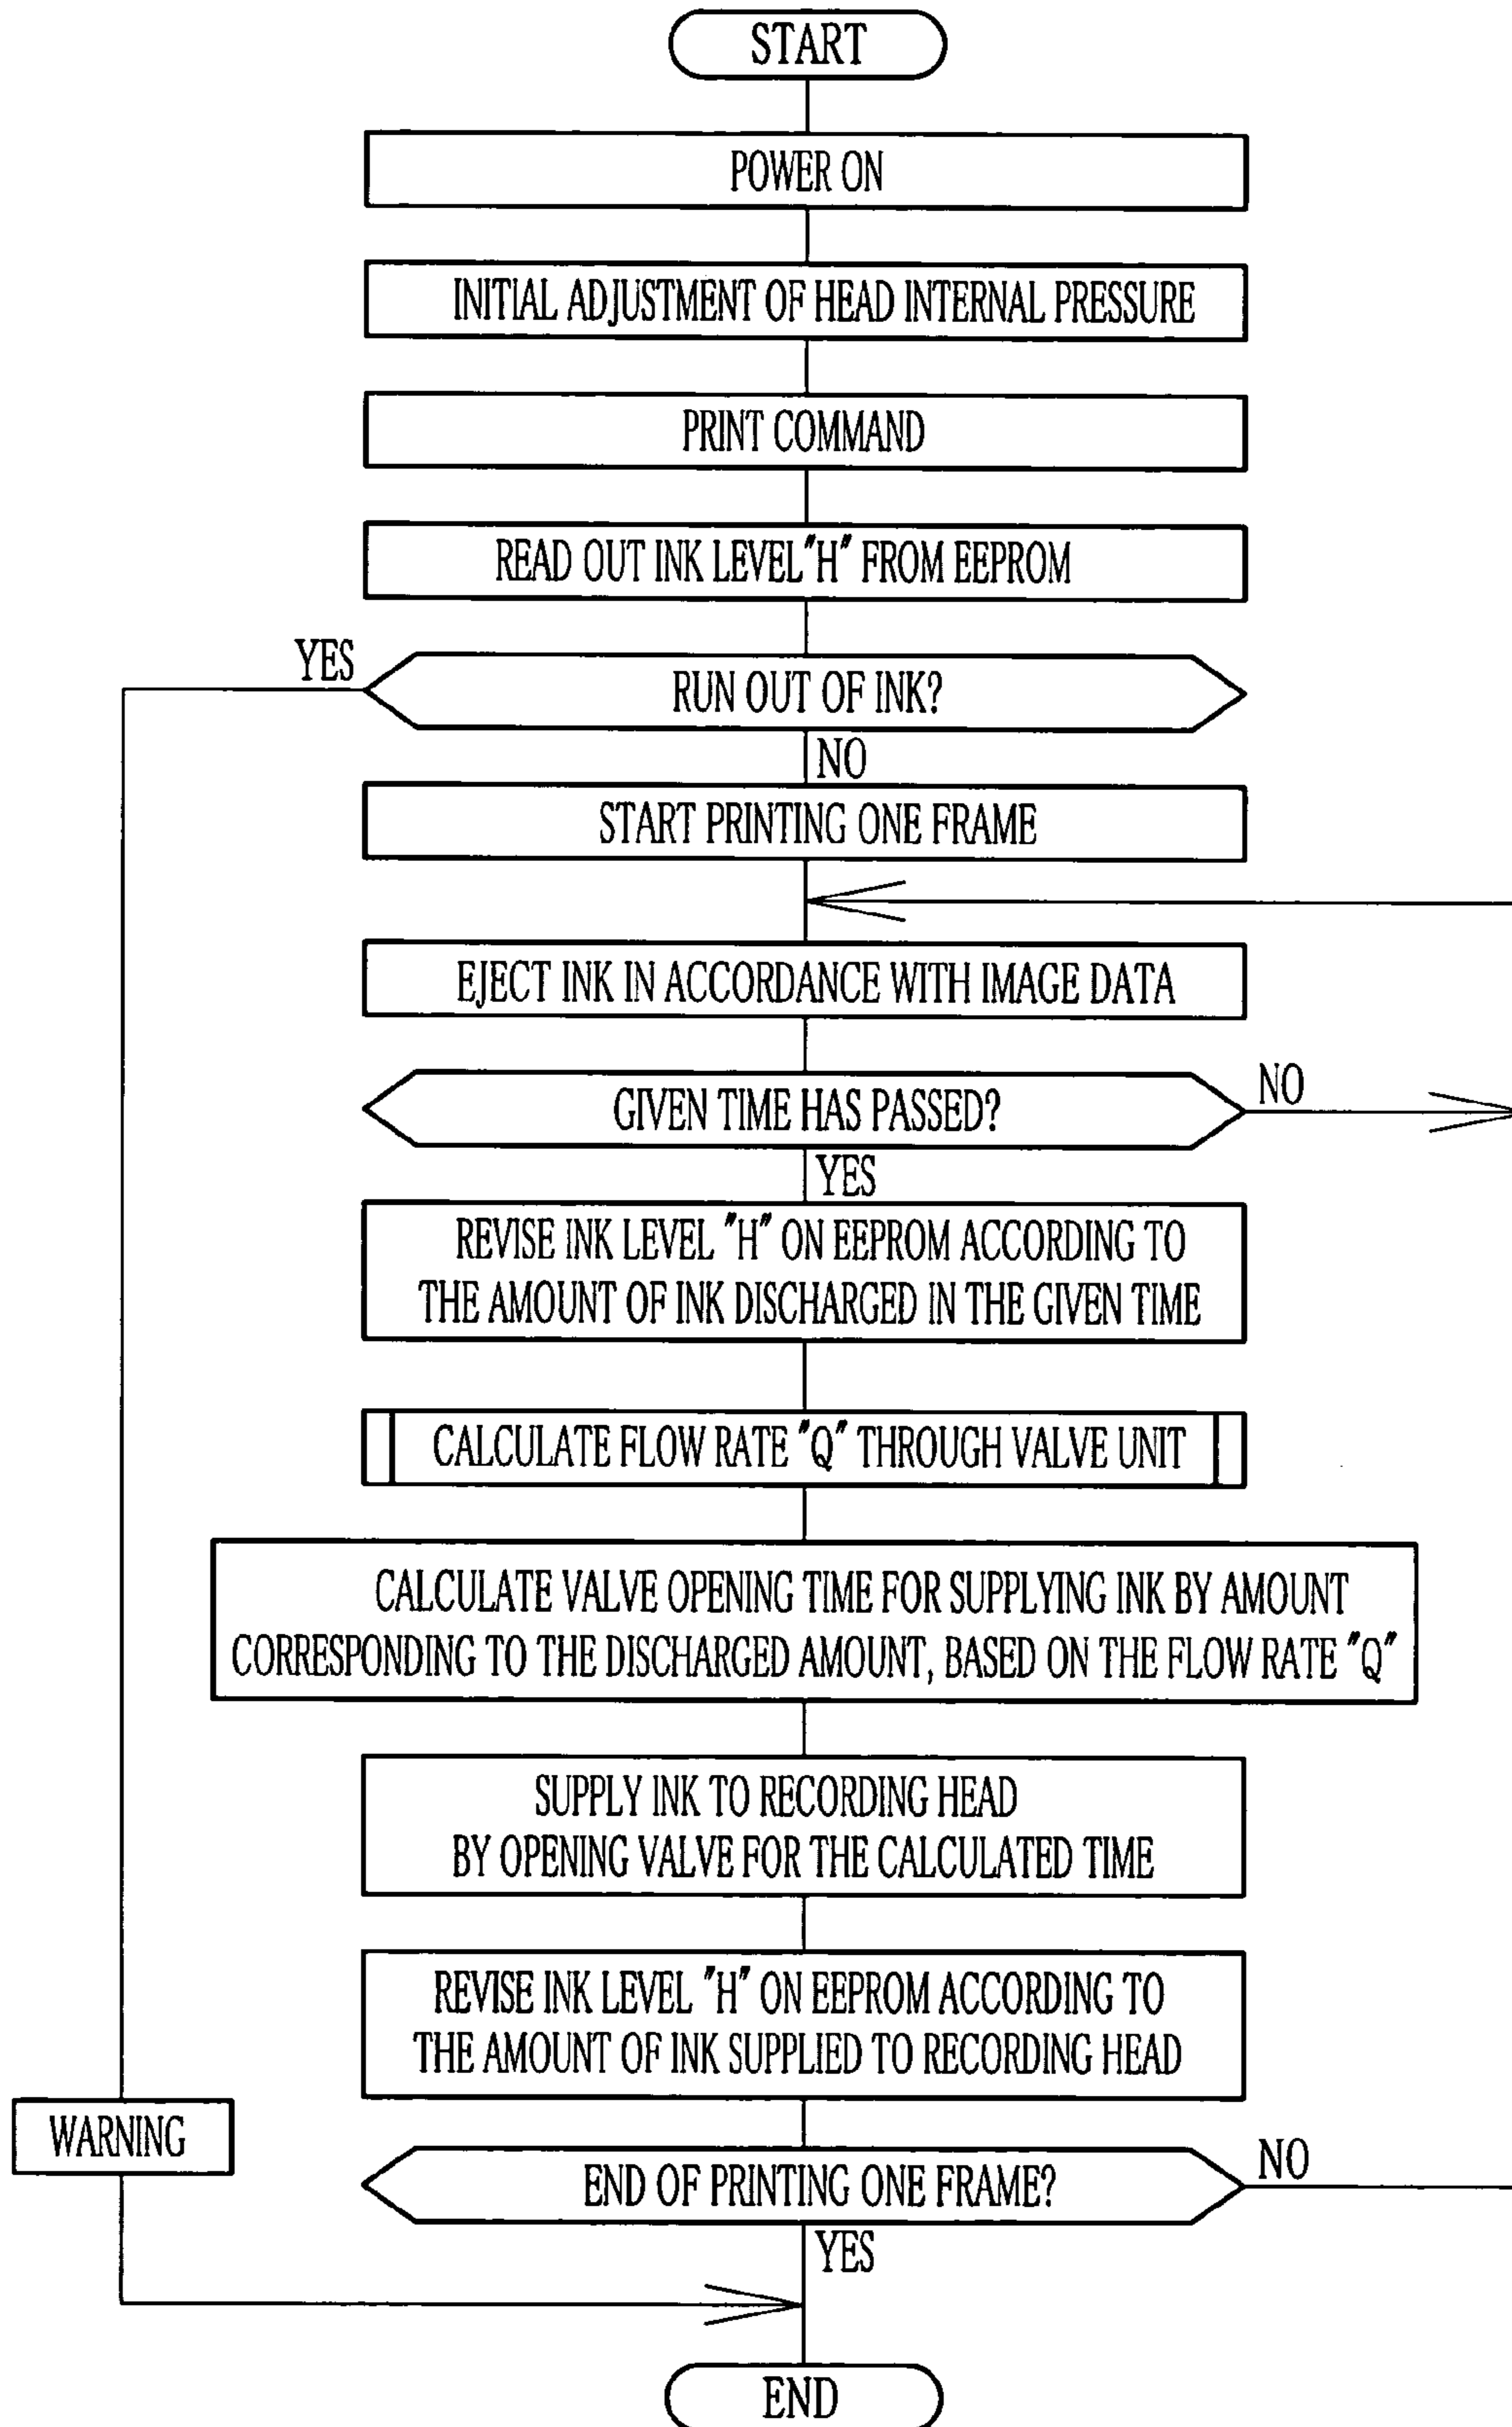 START
POWER ON
INITIAL ADJUSTMENT OF HEAD INTERNAL PRESSURE
PRINT COMMAND
READ OUT INK LEVEL "H" FROM EEPROM
YES
RUN OUT OF INK?
NO
START PRINTING ONE FRAME
EJECT INK IN ACCORDANCE WITH IMAGE DATA
GIVEN TIME HAS PASSED?
NO
YES
REVISE INK LEVEL "H" ON EEPROM ACCORDING TO
THE AMOUNT OF INK DISCHARGED IN THE GIVEN TIME
CALCULATE FLOW RATE "Q" THROUGH VALVE UNIT
CALCULATE VALVE OPENING TIME FOR SUPPLYING INK BY AMOUNT
CORRESPONDING TO THE DISCHARGED AMOUNT, BASED ON THE FLOW RATE "Q"
SUPPLY INK TO RECORDING HEAD
BY OPENING VALVE FOR THE CALCULATED TIME
REVISE INK LEVEL "H" ON EEPROM ACCORDING TO
THE AMOUNT OF INK SUPPLIED TO RECORDING HEAD
WARNING
END OF PRINTING ONE FRAME?
NO
YES
END